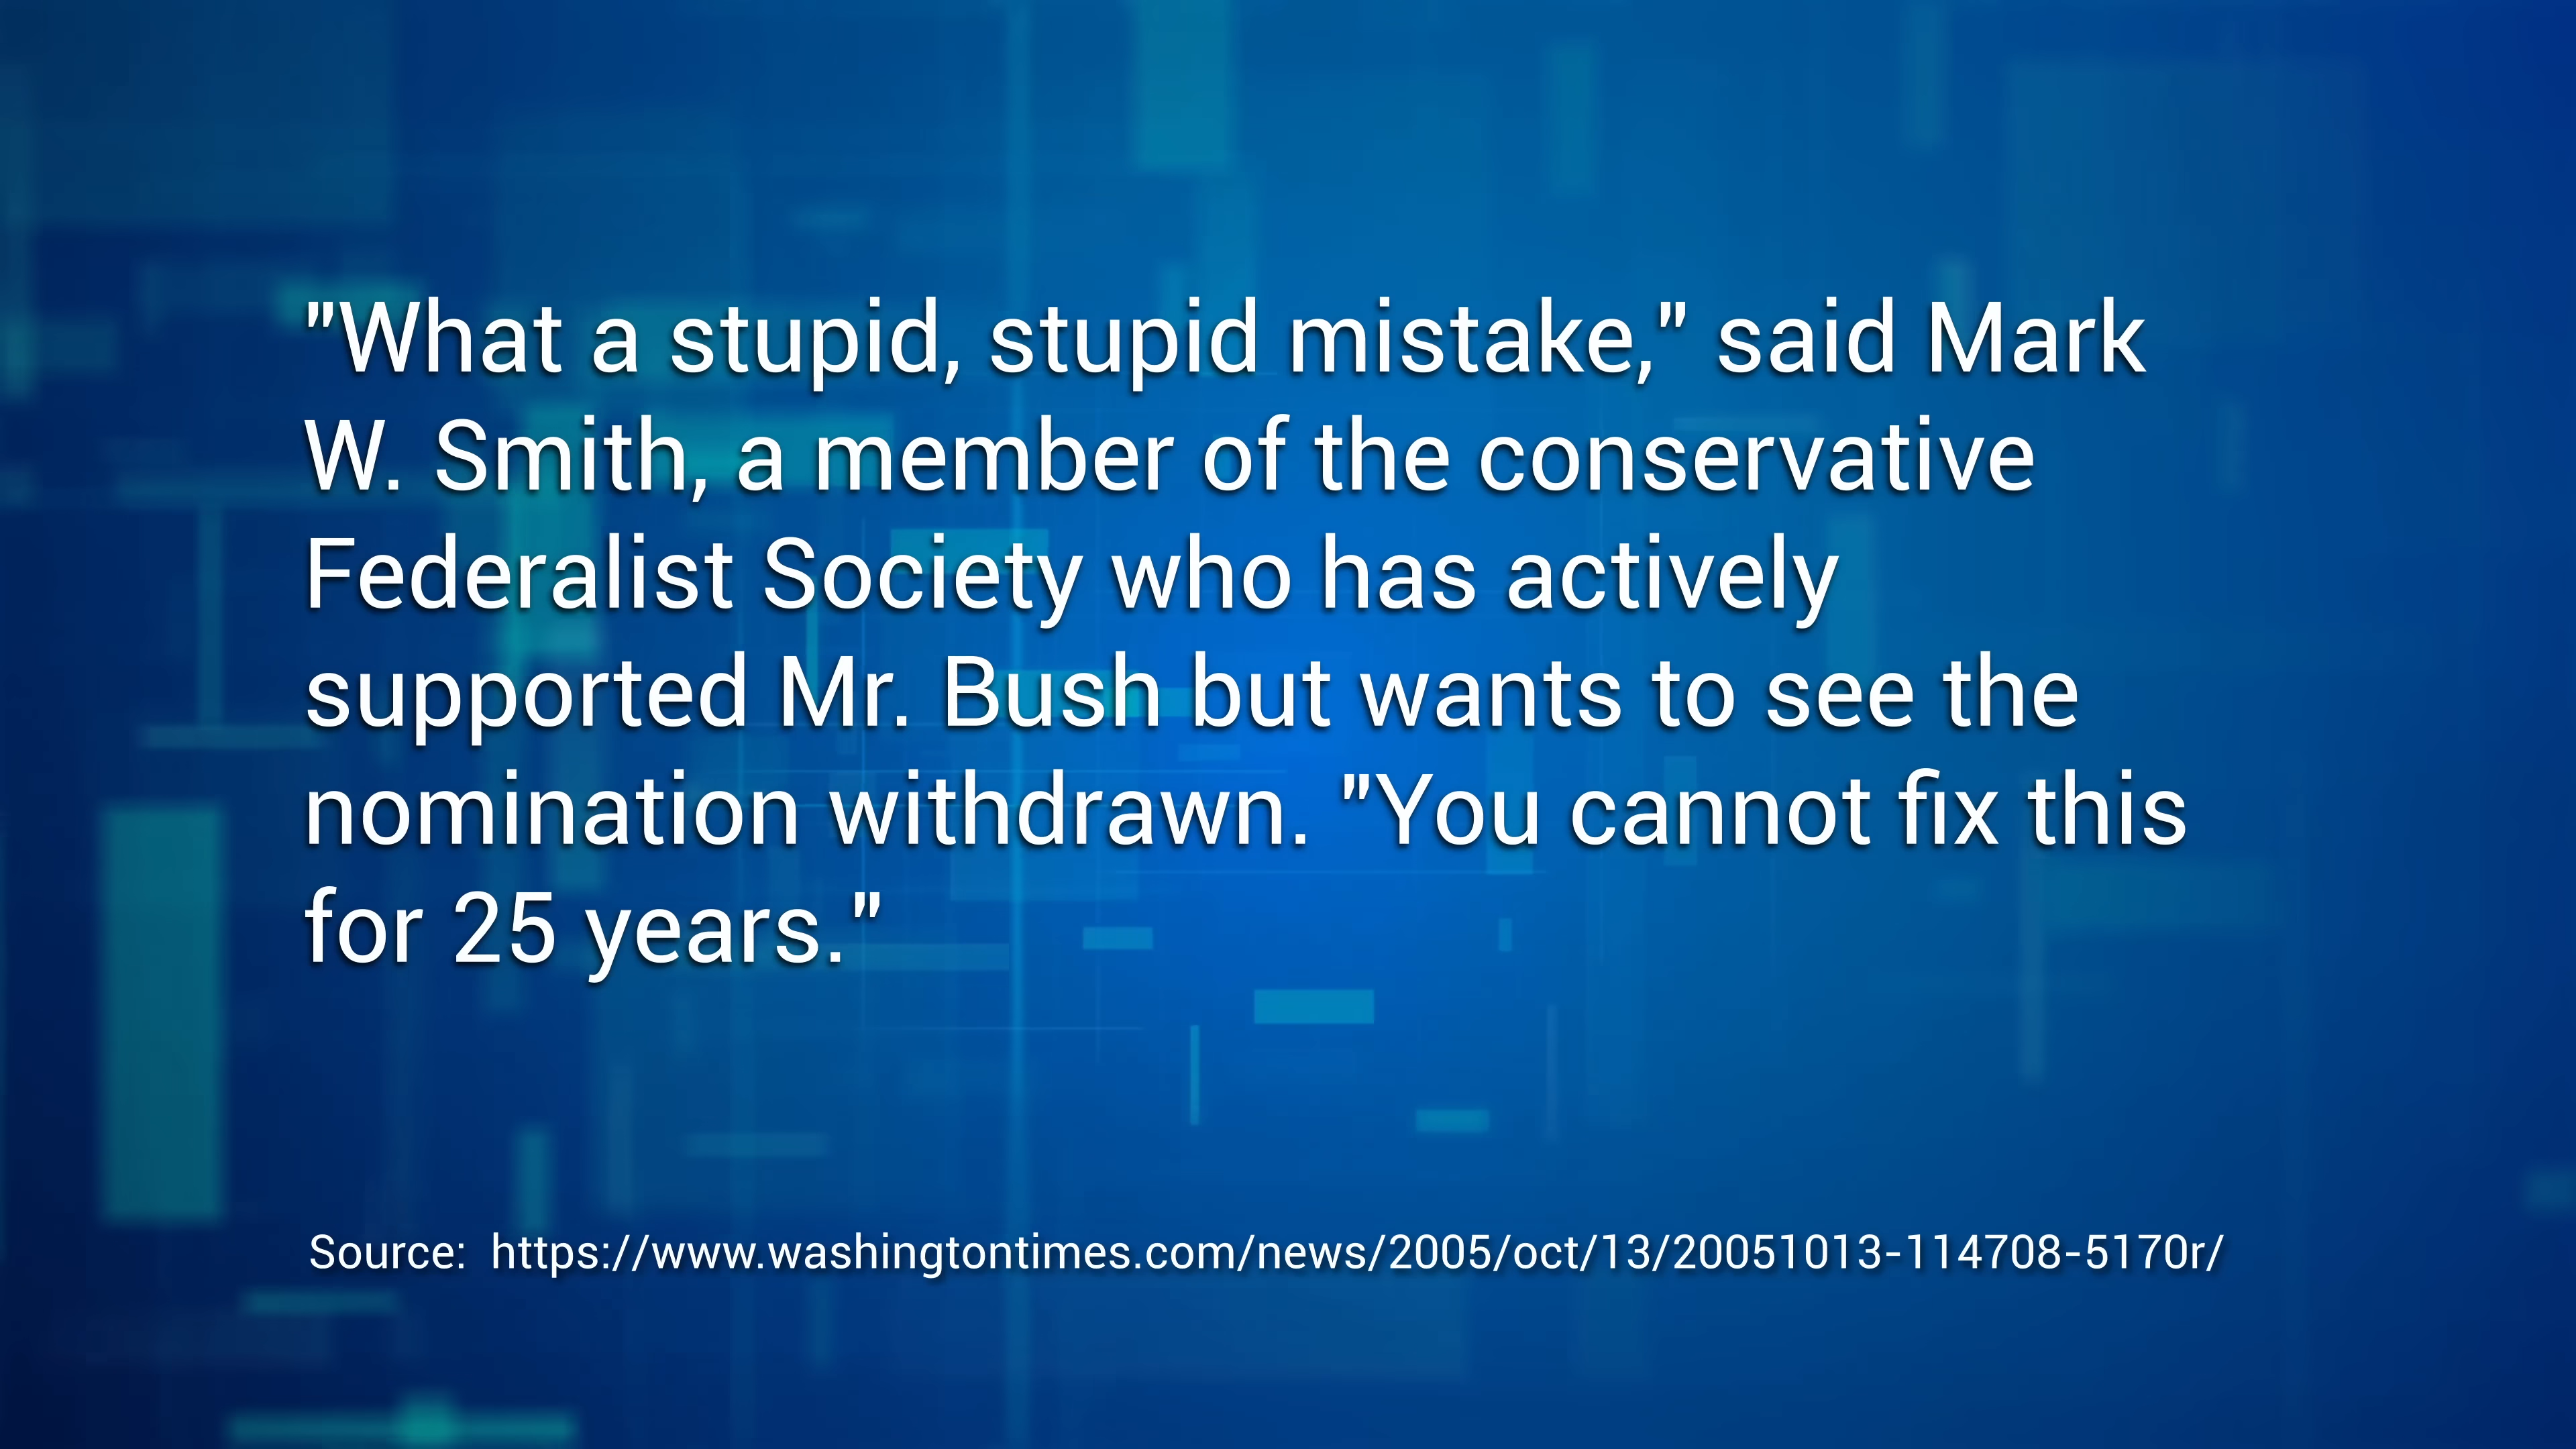 "What a stupid, stupid mistake," said Mark
W. Smith, a member of the conservative
Federalist Society who has actively
supported Mr. Bush but wants to see the
nomination withdrawn. "You cannot fix this
for 25 years."
Source: https://www.washingtontimes.com/news/2005/oct/13/20051013-114708-5170r/